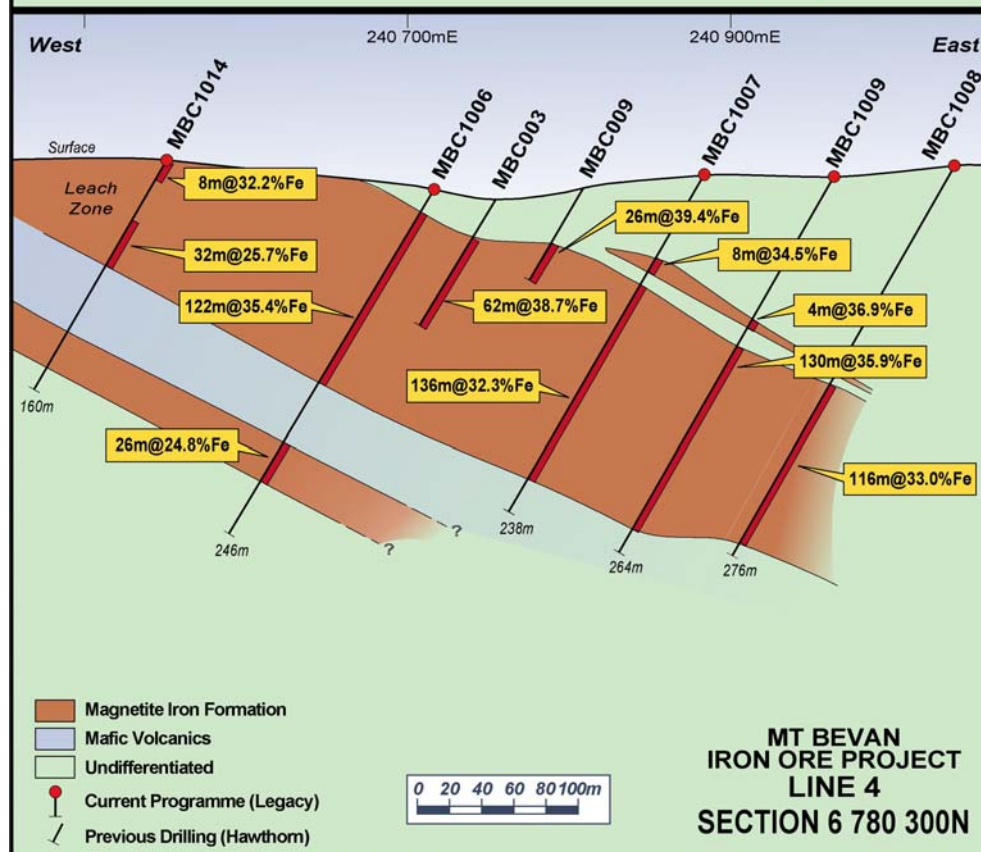 West
240 700mE
240 900mE
East
MBC1014
MBC1006
MBC003
MBC009
MBC1007
MBC1009
MBC1008
Surface
Leach
Zone
8m@32.2%Fe
32m@25.7%Fe
122m@35.4%Fe
62m@38.7%Fe
26m@39.4%Fe
8m@34.5%Fe
4m@36.9%Fe
130m@35.9%Fe
136m@32.3%Fe
116m@33.0%Fe
26m@24.8%Fe
160m
246m
238m
264m
276m
?
?
Magnetite Iron Formation
Mafic Volcanics
Undifferentiated
Current Programme (Legacy)
Previous Drilling (Hawthorn)
0 20 40 60 80 100m
MT BEVAN
IRON ORE PROJECT
LINE 4
SECTION 6 780 300N